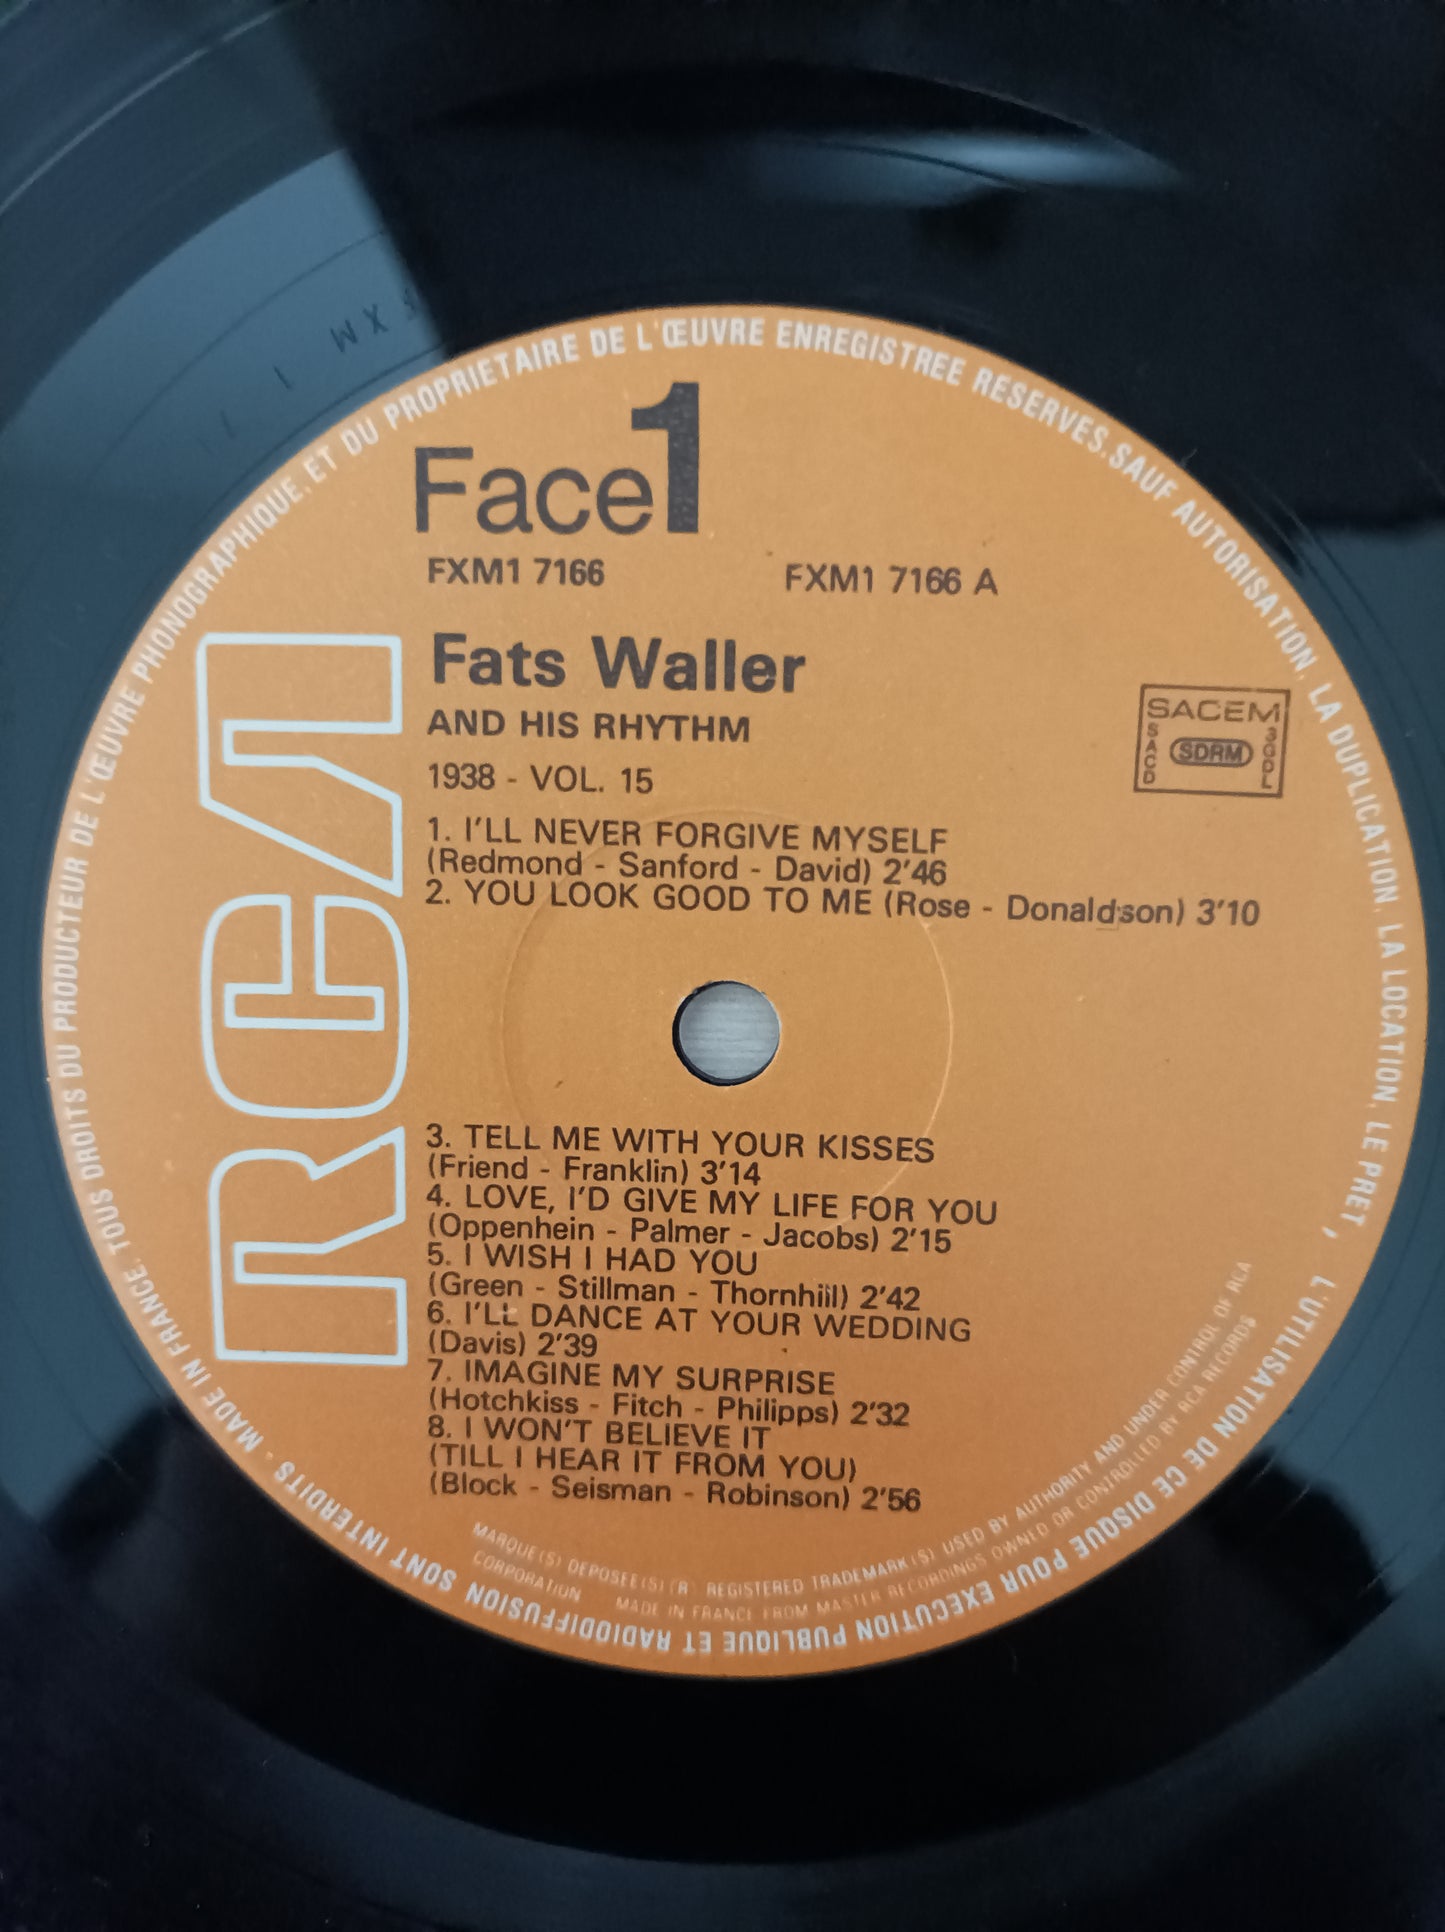 Face 1
FXM1 7166 FXM1 7166 A
Fats Waller
AND HIS RHYTHM
1938 - VOL. 15
1. I'LL NEVER FORGIVE MYSELF
(Redmond - Sanford - David) 2'46
2. YOU LOOK GOOD TO ME (Rose - Donaldson) 3'10
3. TELL ME WITH YOUR KISSES
(Friend - Franklin) 3'14
4. LOVE, I'D GIVE MY LIFE FOR YOU
(Oppenhein - Palmer - Jacobs) 2'15
5. I WISH I HAD YOU
(Green - Stillman - Thornhill) 2'42
6. I'LL DANCE AT YOUR WEDDING
(Davis) 2'39
7. IMAGINE MY SURPRISE
(Hotchkiss - Fitch - Philipps) 2'32
8. I WON'T BELIEVE IT
(TILL I HEAR IT FROM YOU)
(Block - Seisman - Robinson) 2'56
RCA
SACEM
SACD
SDRM
SGDL
MADE IN FRANCE. TOUS DROITS DU PRODUCTEUR DE L'ŒUVRE PHONOGRAPHIQUE. ET DU PROPRIETAIRE DE L'ŒUVRE ENREGISTREE RESERVES. SAUF AUTORISATION, LA DUPLICATION, LA LOCATION, LE PRET, L'UTILISATION DE CE DISQUE POUR EXECUTION PUBLIQUE ET RADIODIFFUSION SONT INTERDITS.
MARQUE(S) DEPOSEE(S) (R) REGISTERED TRADEMARK(S) USED BY AUTHORITY AND UNDER CONTROL OF RCA
CORPORATION MADE IN FRANCE FROM MASTER RECORDINGS OWNED OR CONTROLLED BY RCA RECORDS